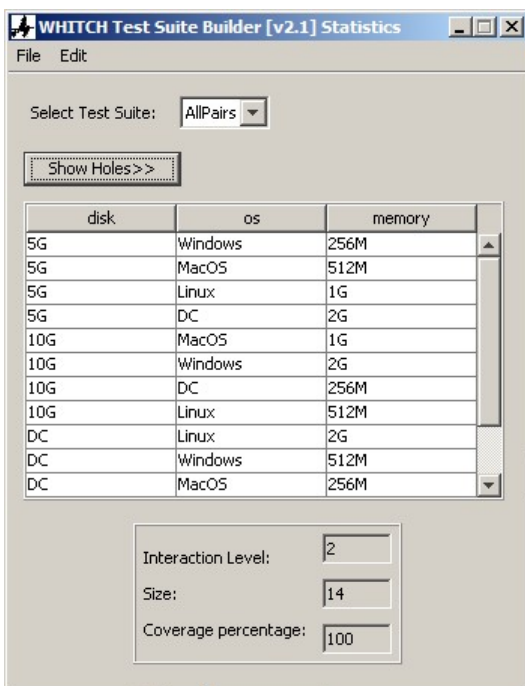 WHITCH Test Suite Builder [v2.1] Statistics
File Edit
Select Test Suite: AllPairs
Show Holes>>
disk os memory
5G Windows 256M
5G MacOS 512M
5G Linux 1G
5G DC 2G
10G MacOS 1G
10G Windows 2G
10G DC 256M
10G Linux 512M
DC Linux 2G
DC Windows 512M
DC MacOS 256M
Interaction Level: 2
Size: 14
Coverage percentage: 100